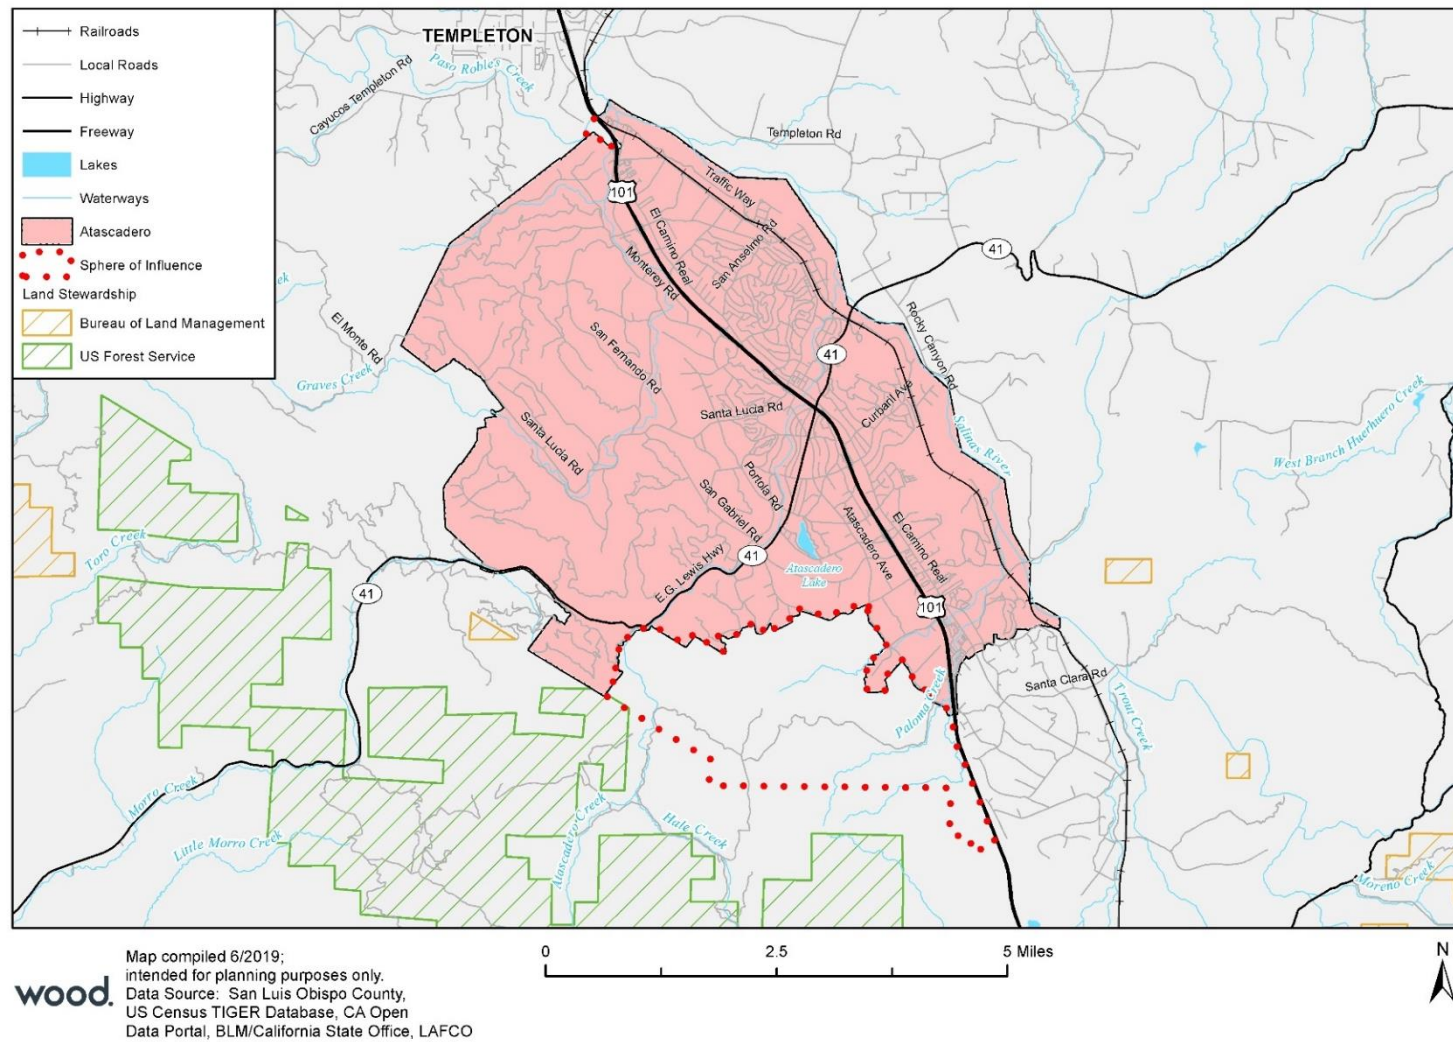 Railroads
Local Roads
Highway
Freeway
Lakes
Waterways
Atascadero
Sphere of Influence
Land Stewardship
Bureau of Land Management
US Forest Service
TEMPLETON
Paso Robles Creek
Cayucos Templeton Rd
Templeton Rd
Traffic Way
101
El Camino Real
San Anselmo Rd
Monterey Rd
41
ek
El Monte Rd
Graves Creek
San Fernando Rd
41
Rocky Canyon Rd
Curbaril Ave
Santa Lucia Rd
Santa Lucia Rd
Salinas River
West Branch Huerhuero Creek
Portola Rd
San Gabriel Rd
Atascadero Ave
El Camino Real
Toro Creek
41
E.G. Lewis Hwy
Atascadero
Lake
41
101
Santa Clara Rd
Paloma Creek
Trout Creek
Morro Creek
Little Morro Creek
Atascadero Creek
Hale Creek
Moreno Creek
wood.
Map compiled 6/2019;
intended for planning purposes only.
Data Source: San Luis Obispo County,
US Census TIGER Database, CA Open
Data Portal, BLM/California State Office, LAFCO
0 2.5 5 Miles
N